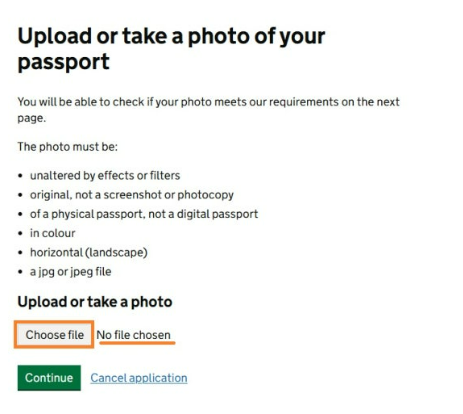 Upload or take a photo of your
passport
You will be able to check if your photo meets our requirements on the next
page.
The photo must be:
• unaltered by effects or filters
• original, not a screenshot or photocopy
• of a physical passport, not a digital passport
• in colour
• horizontal (landscape)
• a jpg or jpeg file
Upload or take a photo
Choose file No file chosen
Continue Cancel application